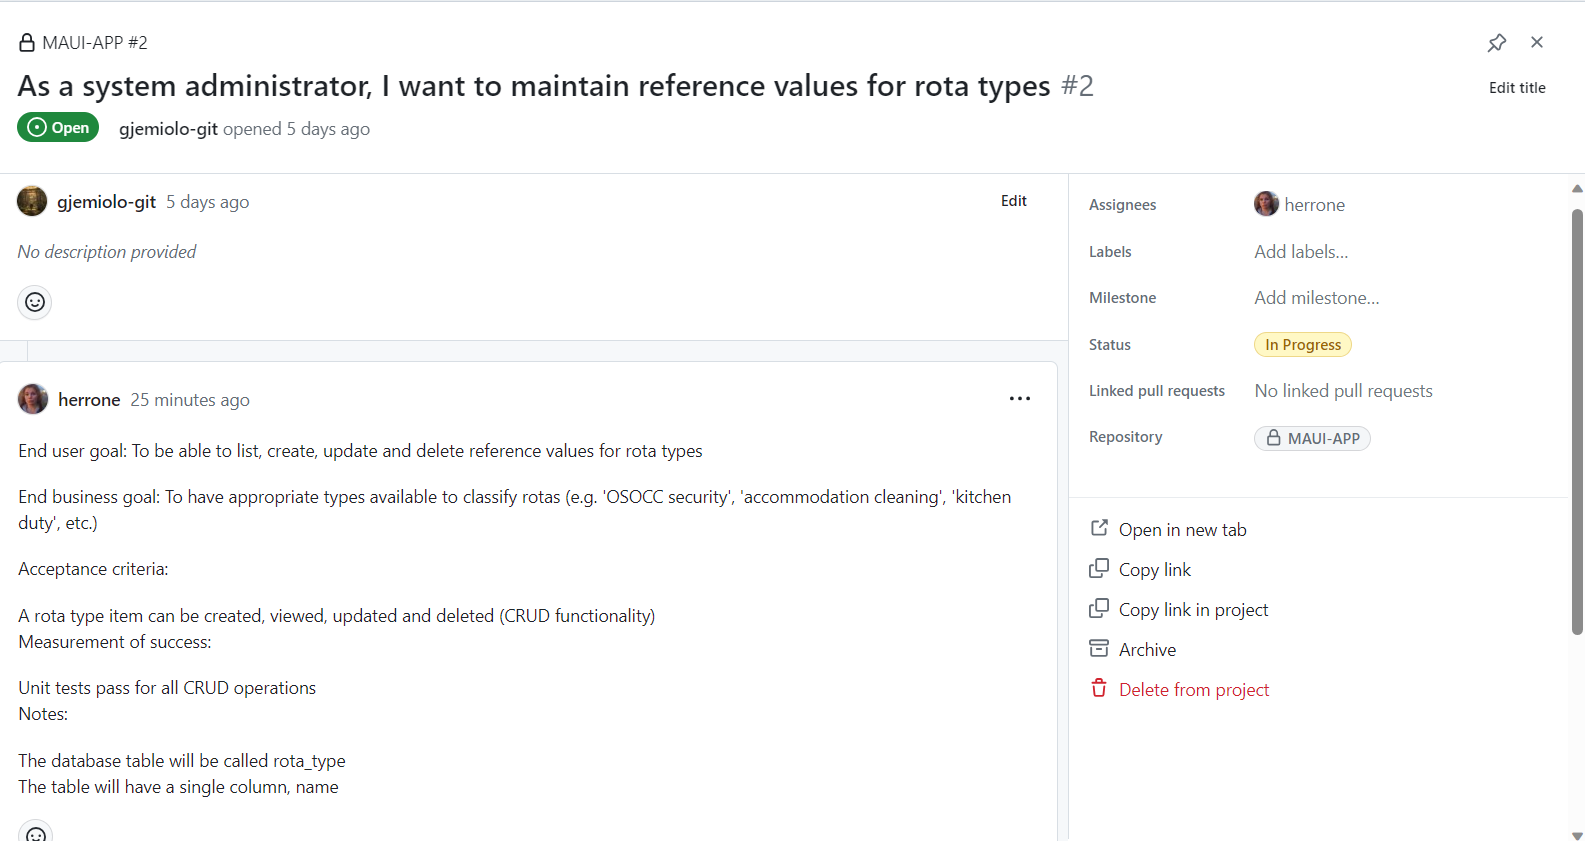 MAUI-APP #2
As a system administrator, I want to maintain reference values for rota types #2
Edit title
Open
gjemiolo-git opened 5 days ago
gjemiolo-git 5 days ago
Edit
No description provided
herrone 25 minutes ago
End user goal: To be able to list, create, update and delete reference values for rota types
End business goal: To have appropriate types available to classify rotas (e.g. 'OSOCC security', 'accommodation cleaning', 'kitchen
duty', etc.)
Acceptance criteria:
A rota type item can be created, viewed, updated and deleted (CRUD functionality)
Measurement of success:
Unit tests pass for all CRUD operations
Notes:
The database table will be called rota_type
The table will have a single column, name
Assignees
herrone
Labels
Add labels...
Milestone
Add milestone...
Status
In Progress
Linked pull requests
No linked pull requests
Repository
MAUI-APP
Open in new tab
Copy link
Copy link in project
Archive
Delete from project